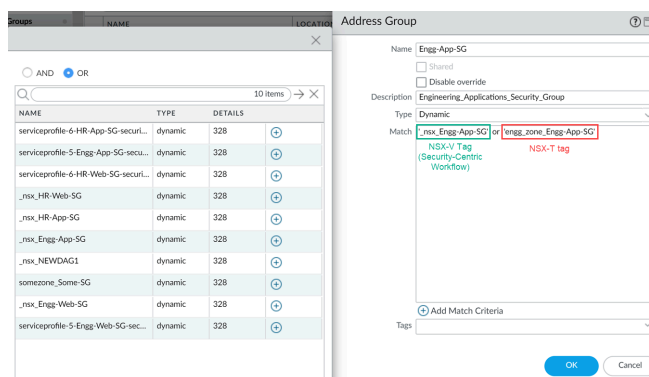 Groups
NAME
LOCATION
AND
OR
10 items
NAME
TYPE
DETAILS
serviceprofile-6-HR-App-SG-securi...
dynamic
328
serviceprofile-5-Engg-App-SG-secu...
dynamic
328
serviceprofile-6-HR-Web-SG-securi...
dynamic
328
_nsx_HR-Web-SG
dynamic
328
_nsx_HR-App-SG
dynamic
328
_nsx_Engg-App-SG
dynamic
328
_nsx_NEWDAG1
dynamic
328
somezone_Some-SG
dynamic
328
_nsx_Engg-Web-SG
dynamic
328
serviceprofile-5-Engg-Web-SG-sec...
dynamic
328
Address Group
Name
Engg-App-SG
Shared
Disable override
Description
Engineering_Applications_Security_Group
Type
Dynamic
Match
'_nsx_Engg-App-SG' or 'engg_zone_Engg-App-SG'
NSX-V Tag
(Security-Centric
Workflow)
NSX-T tag
Add Match Criteria
Tags
OK
Cancel